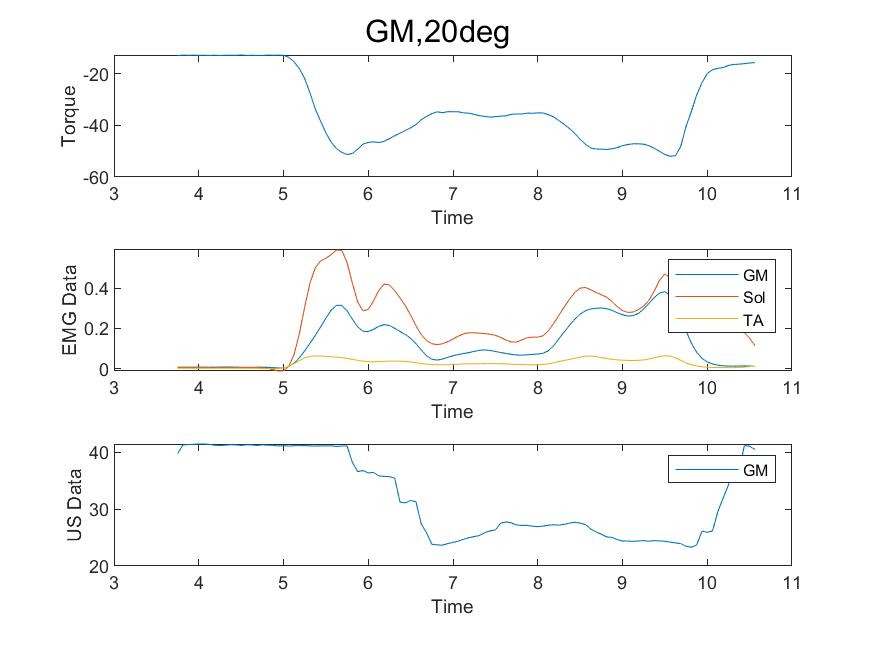 GM,20deg
-20
-40
-60
Torque
3 4 5 6 7 8 9 10 11
Time
0.4
0.2
0
EMG Data
GM
Sol
TA
3 4 5 6 7 8 9 10 11
Time
40
30
20
US Data
GM
3 4 5 6 7 8 9 10 11
Time